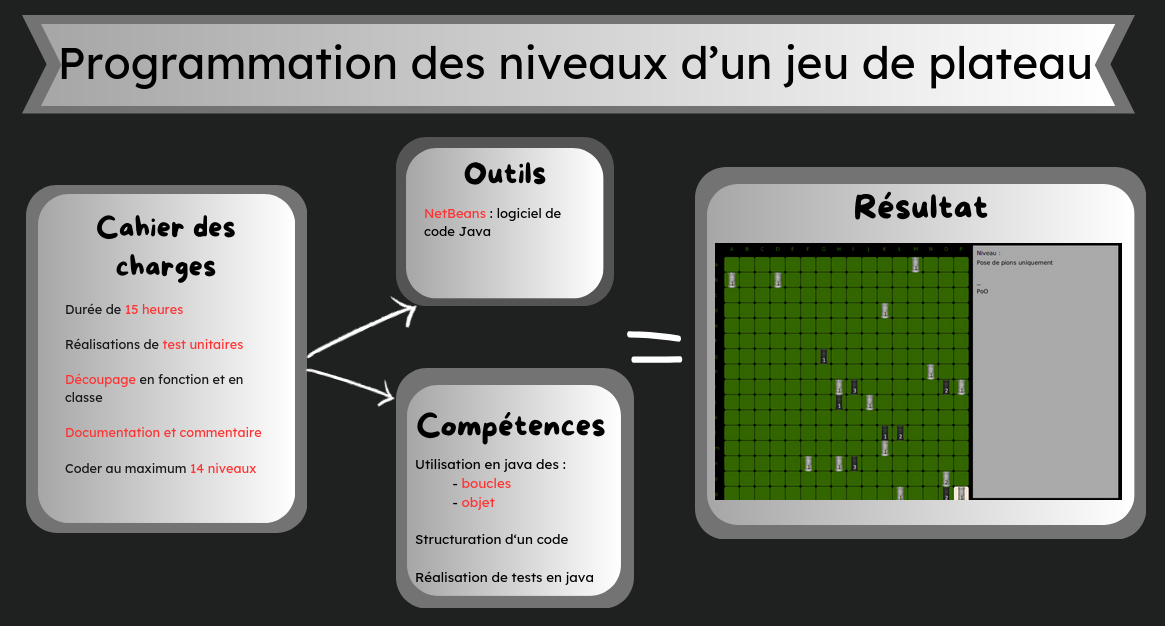 Programmation des niveaux d’un jeu de plateau
Cahier des
charges
Durée de 15 heures
Réalisations de test unitaires
Découpage en fonction et en
classe
Documentation et commentaire
Coder au maximum 14 niveaux
Outils
NetBeans : logiciel de
code Java
Compétences
Utilisation en java des :
- boucles
- objet
Structuration d‘un code
Réalisation de tests en java
Résultat
Niveau :
Pose de pions uniquement
PoO